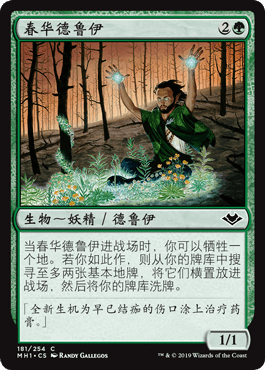 春华德鲁伊 2
生物～妖精／德鲁伊
当春华德鲁伊进战场时，你可以牺牲
一个地。若你如此作，则从你的牌库中搜
寻至多两张基本地牌，将它们横置放进
战场，然后将你的牌库洗牌。
「全新生机为早已结痂的伤口涂上治疗药
膏。」
1/1
181/254 C
MH1 • CS RANDY GALLEGOS
™ & © 2019 Wizards of the Coast